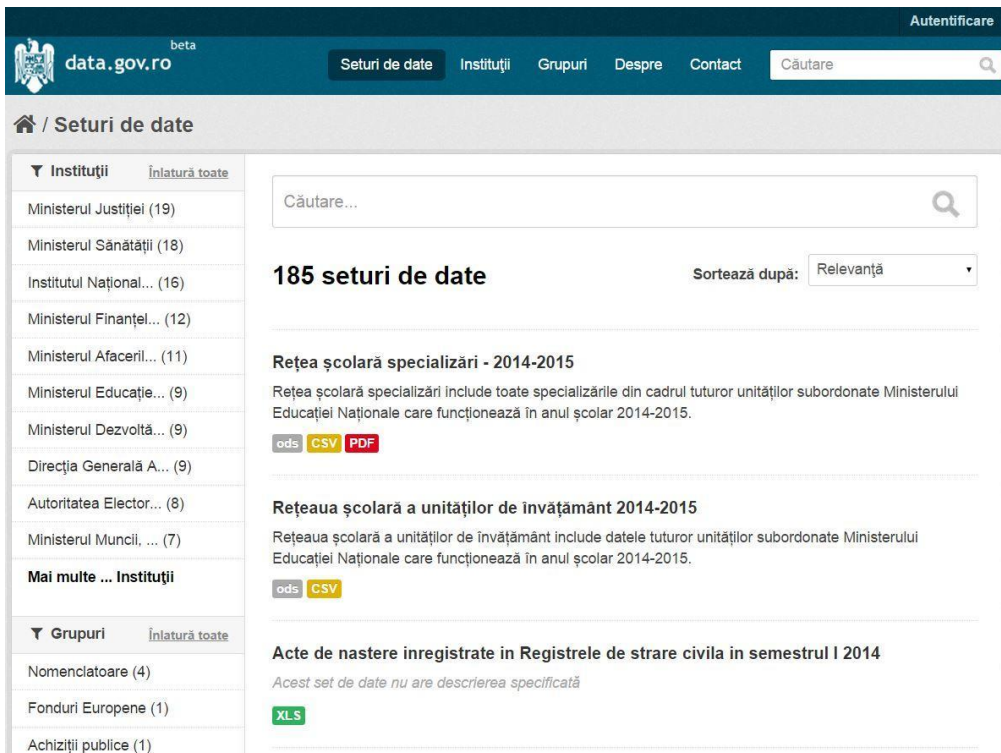 Autentificare
data.gov.ro beta
Seturi de date Instituţii Grupuri Despre Contact Căutare
/ Seturi de date
Instituţii Înlatură toate
Ministerul Justiției (19)
Ministerul Sănătății (18)
Institutul Național... (16)
Ministerul Finanțel... (12)
Ministerul Afaceril... (11)
Ministerul Educație... (9)
Ministerul Dezvoltă... (9)
Direcţia Generală A... (9)
Autoritatea Elector... (8)
Ministerul Muncii, ... (7)
Mai multe ... Instituţii
Grupuri Înlatură toate
Nomenclatoare (4)
Fonduri Europene (1)
Achiziții publice (1)
Căutare...
185 seturi de date
Sortează după: Relevanţă
Rețea școlară specializări - 2014-2015
Rețea școlară specializări include toate specializările din cadrul tuturor unităților subordonate Ministerului
Educației Naționale care funcționează în anul școlar 2014-2015.
ods CSV PDF
Rețeaua școlară a unităților de învățământ 2014-2015
Rețeaua școlară a unităților de învățământ include datele tuturor unităților subordonate Ministerului
Educației Naționale care funcționează în anul școlar 2014-2015.
ods CSV
Acte de nastere inregistrate in Registrele de strare civila in semestrul I 2014
Acest set de date nu are descrierea specificată
XLS